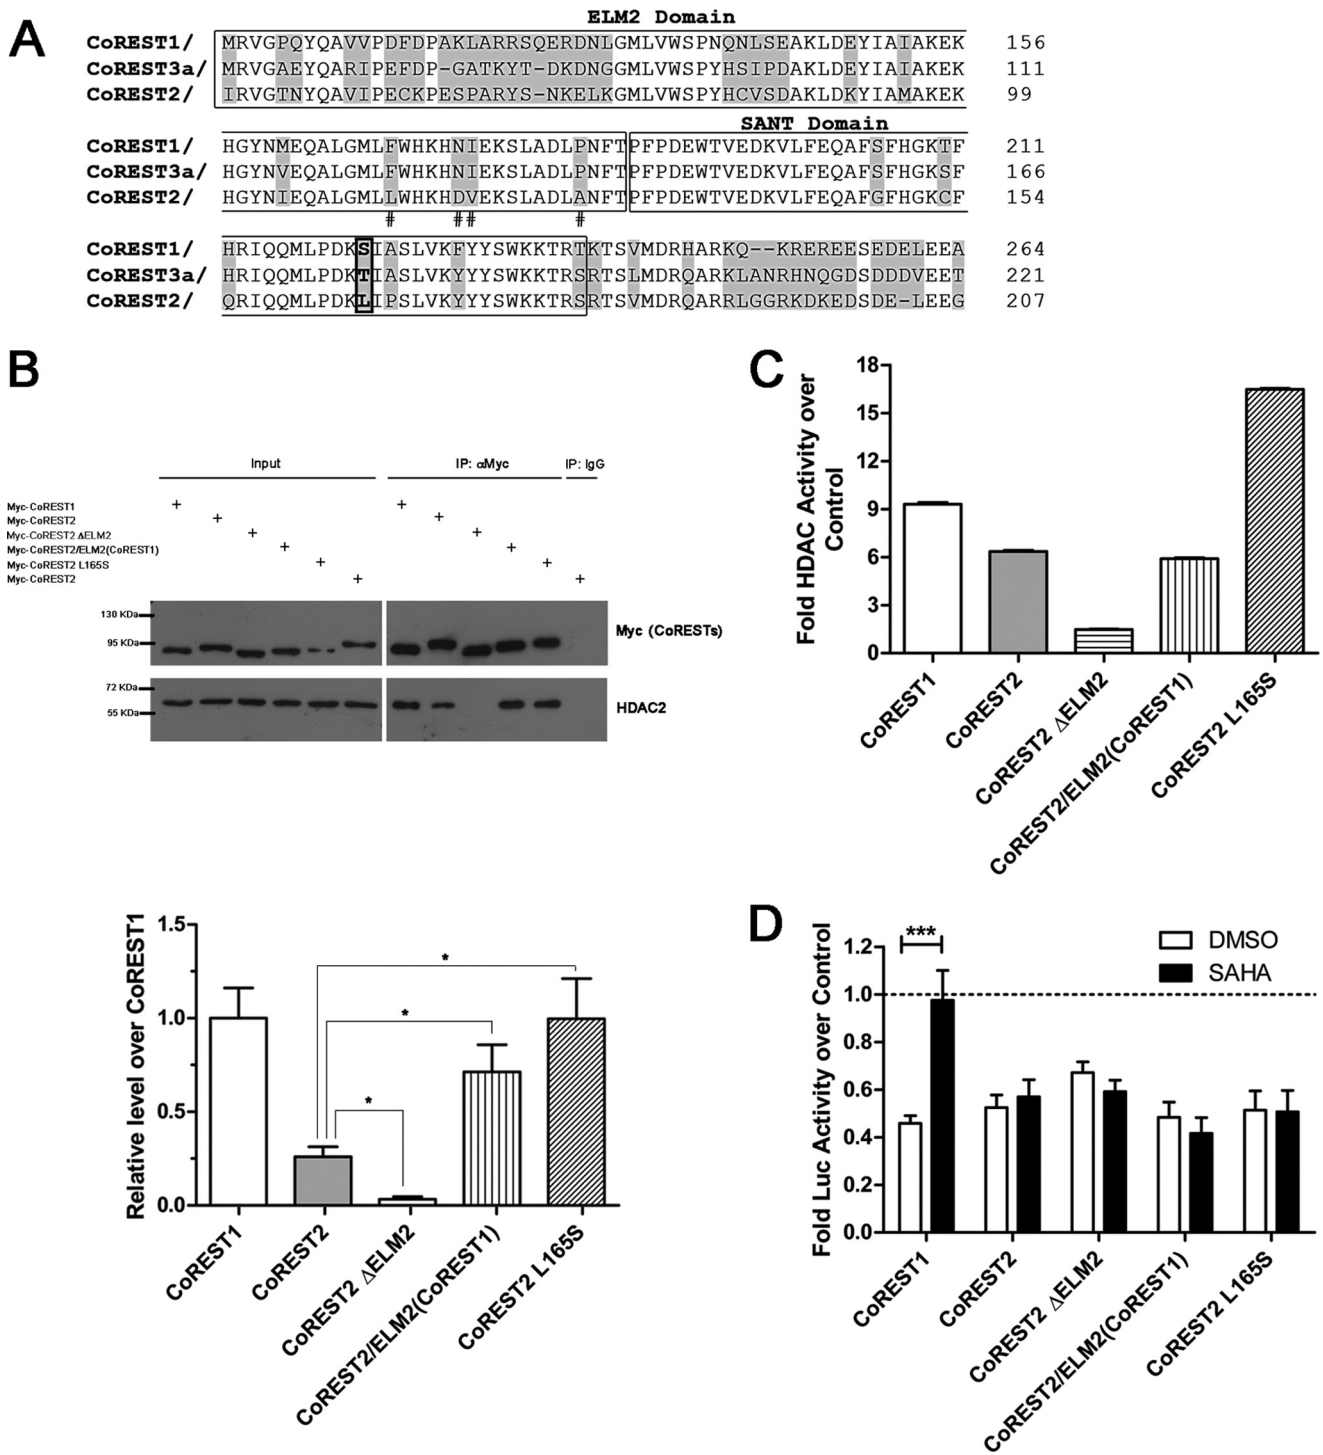 A
ELM2 Domain
CoREST1/ MRVGPQYQAVVPDFDPAKLARRSQERDNLGMLVWSPNQNLSEAKLDEYIAIAKEK 156
CoREST3a/ MRVGAEYQARIPEFDP-GATKYT-DKDNGGMLVWSPYHSIPDAKLDEYIAIAKEK 111
CoREST2/ IRVGTNYQAVIPECKPESPARYS-NKELKGMLVWSPYHCVSDAKLDKYIAMAKEK 99
SANT Domain
CoREST1/ HGYNMEQALGMLFWHKHNIEKSLADLPNFTPFPDEWTVEDKVLFEQAFSFHGKTF 211
CoREST3a/ HGYNVEQALGMLFWHKHNIEKSLADLPNFTPFPDEWTVEDKVLFEQAFSFHGKSF 166
CoREST2/ HGYNIEQALGMLLWHKHDVEKSLADLANFTPFPDEWTVEDKVLFEQAFGFHGKCF 154
# ## #
CoREST1/ HRIQQMLPDKSIASLVKFYYSWKKTRTKTSVMDRHARKQ--KREREESEDELEEA 264
CoREST3a/ HRIQQMLPDKTIASLVKYYYSWKKTRSRTSLMDRQARKLANRHNQGDSDDDVEET 221
CoREST2/ QRIQQMLPDKLIPSLVKYYYSWKKTRSRTSVMDRQARRLGGRKDKEDSDE-LEEG 207
B
Input IP: αMyc IP: IgG
Myc-CoREST1 + +
Myc-CoREST2 + +
Myc-CoREST2 ΔELM2 + +
Myc-CoREST2/ELM2(CoREST1) + +
Myc-CoREST2 L165S + +
Myc-CoREST2 + +
130 KDa
95 KDa
Myc (CoRESTs)
72 KDa
55 KDa
HDAC2
Relative level over CoREST1
1.5
1.0
0.5
0.0
*
*
*
CoREST1
CoREST2
CoREST2 ΔELM2
CoREST2/ELM2(CoREST1)
CoREST2 L165S
C
Fold HDAC Activity over
Control
18
15
12
9
6
3
0
CoREST1
CoREST2
CoREST2 ΔELM2
CoREST2/ELM2(CoREST1)
CoREST2 L165S
D
Fold Luc Activity over Control
1.2
1.0
0.8
0.6
0.4
0.2
0.0
***
DMSO
SAHA
CoREST1
CoREST2
CoREST2 ΔELM2
CoREST2/ELM2(CoREST1)
CoREST2 L165S